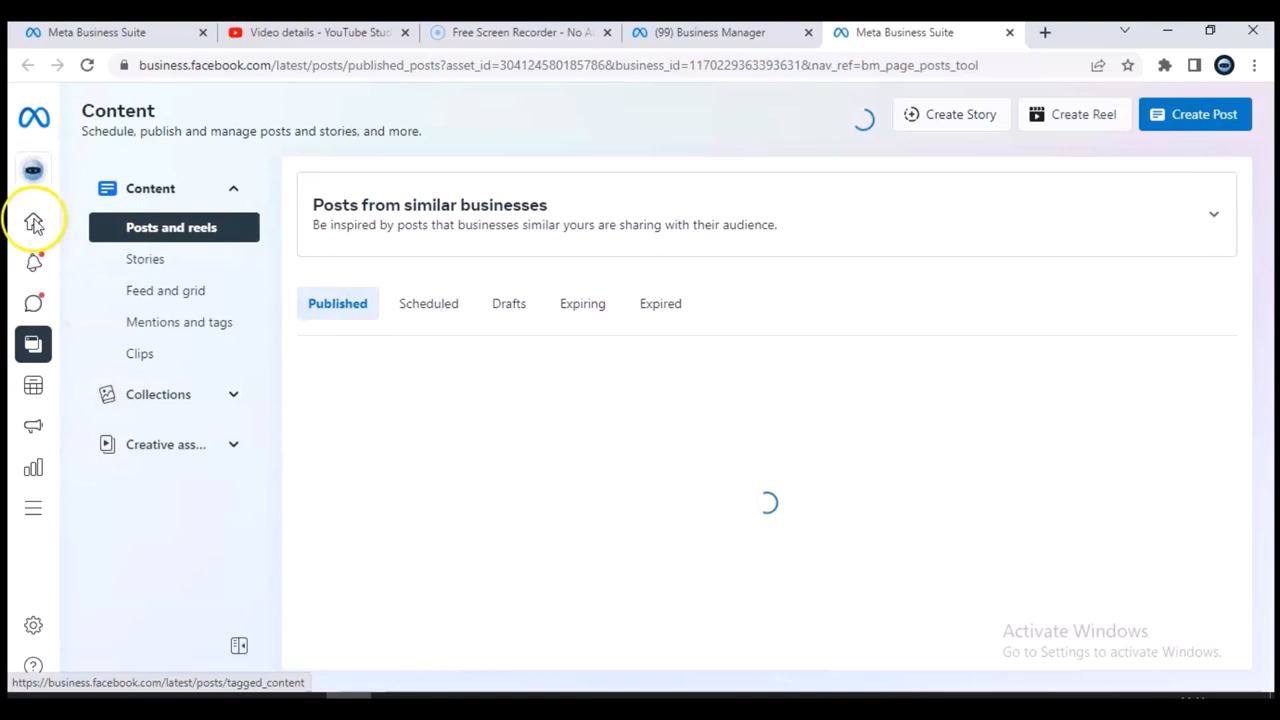 Meta Business Suite
Video details - YouTube Stu
Free Screen Recorder - No A
(99) Business Manager
Meta Business Suite
business.facebook.com/latest/posts/published_posts?asset_id=304124580185786&business_id=1170229363393631&nav_ref=bm_page_posts_tool
Content
Schedule, publish and manage posts and stories, and more.
Create Story
Create Reel
Create Post
Content
Posts and reels
Stories
Feed and grid
Mentions and tags
Clips
Collections
Creative ass...
Posts from similar businesses
Be inspired by posts that businesses similar yours are sharing with their audience.
Published
Scheduled
Drafts
Expiring
Expired
Activate Windows
Go to Settings to activate Windows.
https://business.facebook.com/latest/posts/tagged_content